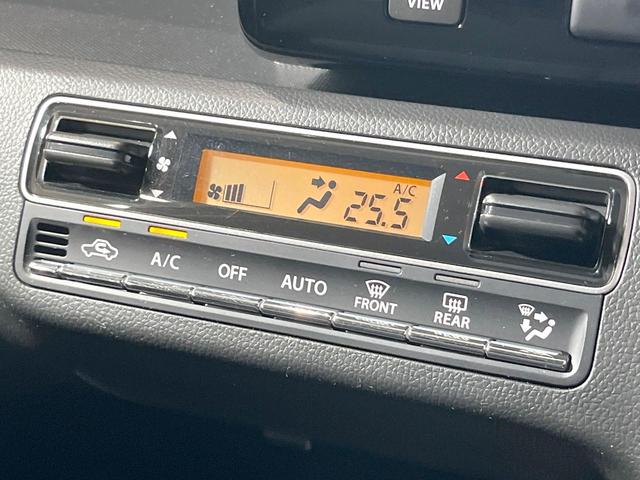 VIEW
A/C
25.5
A/C
OFF
AUTO
FRONT
REAR